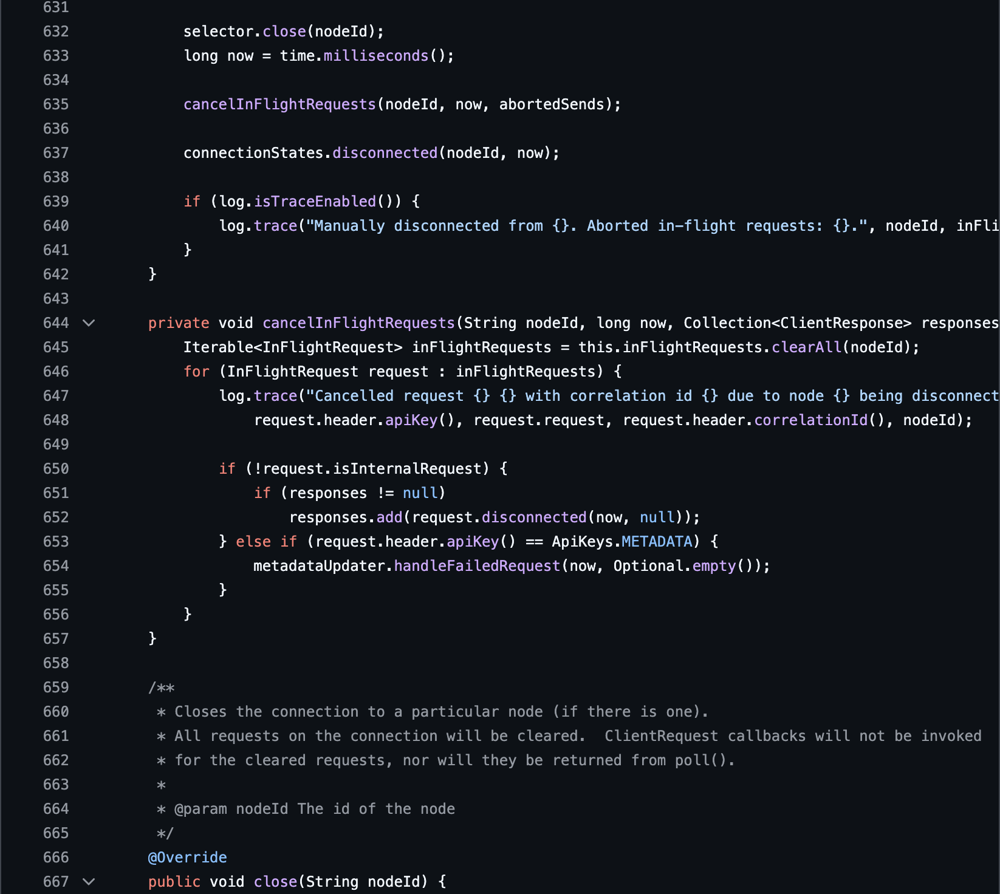 631
632 selector.close(nodeId);
633 long now = time.milliseconds();
634
635 cancelInFlightRequests(nodeId, now, abortedSends);
636
637 connectionStates.disconnected(nodeId, now);
638
639 if (log.isTraceEnabled()) {
640 log.trace("Manually disconnected from {}. Aborted in-flight requests: {}.", nodeId, inFli
641 }
642 }
643
644 private void cancelInFlightRequests(String nodeId, long now, Collection<ClientResponse> responses
645 Iterable<InFlightRequest> inFlightRequests = this.inFlightRequests.clearAll(nodeId);
646 for (InFlightRequest request : inFlightRequests) {
647 log.trace("Cancelled request {} {} with correlation id {} due to node {} being disconnect
648 request.header.apiKey(), request.request, request.header.correlationId(), nodeId);
649
650 if (!request.isInternalRequest) {
651 if (responses != null)
652 responses.add(request.disconnected(now, null));
653 } else if (request.header.apiKey() == ApiKeys.METADATA) {
654 metadataUpdater.handleFailedRequest(now, Optional.empty());
655 }
656 }
657 }
658
659 /**
660 * Closes the connection to a particular node (if there is one).
661 * All requests on the connection will be cleared.  ClientRequest callbacks will not be invoked
662 * for the cleared requests, nor will they be returned from poll().
663 *
664 * @param nodeId The id of the node
665 */
666 @Override
667 public void close(String nodeId) {